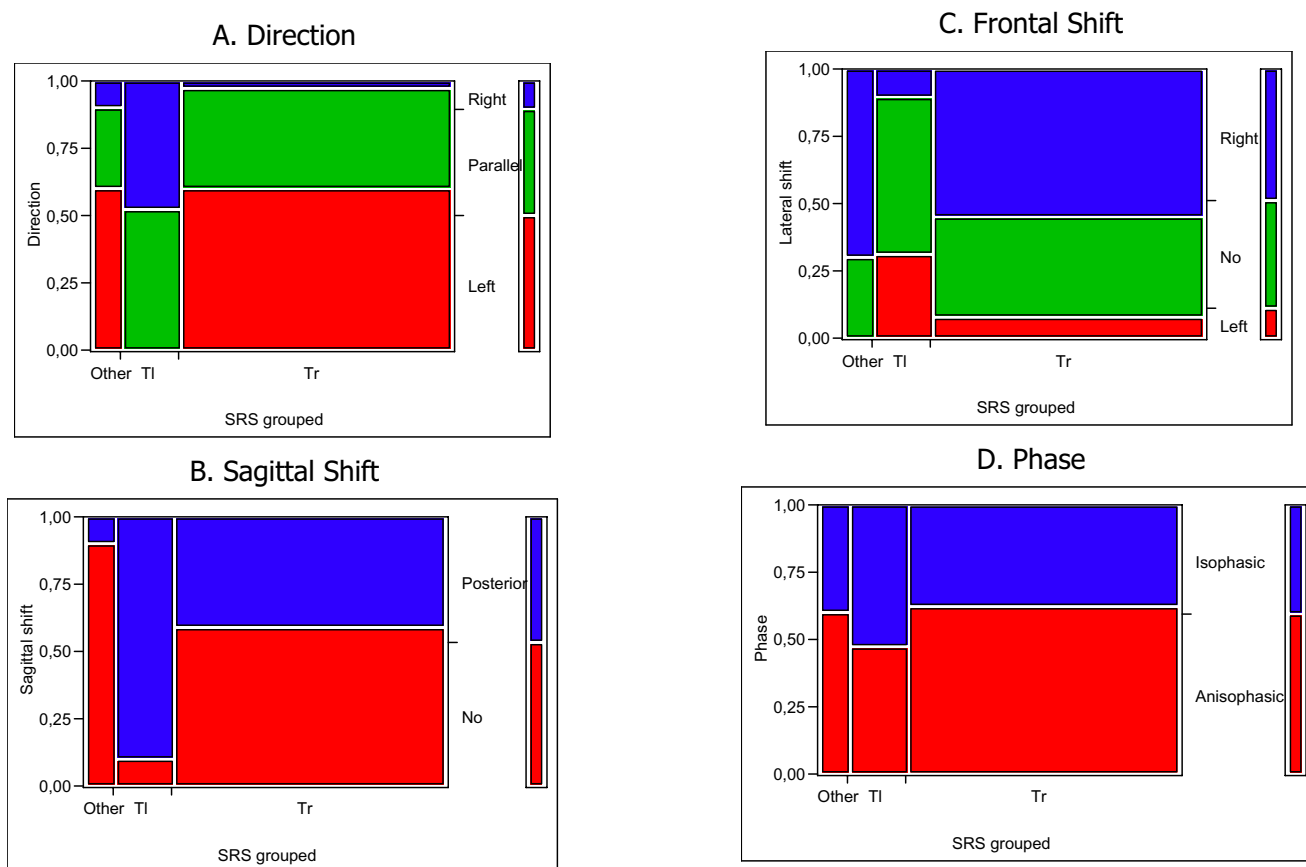 A. Direction
1,00
0,75
0,50
0,25
0,00
Direction
Right
Parallel
Left
Other Tl Tr
SRS grouped
B. Sagittal Shift
1,00
0,75
0,50
0,25
0,00
Sagittal shift
Posterior
No
Other Tl Tr
SRS grouped
C. Frontal Shift
1,00
0,75
0,50
0,25
0,00
Lateral shift
Right
No
Left
Other Tl Tr
SRS grouped
D. Phase
1,00
0,75
0,50
0,25
0,00
Phase
Isophasic
Anisophasic
Other Tl Tr
SRS grouped